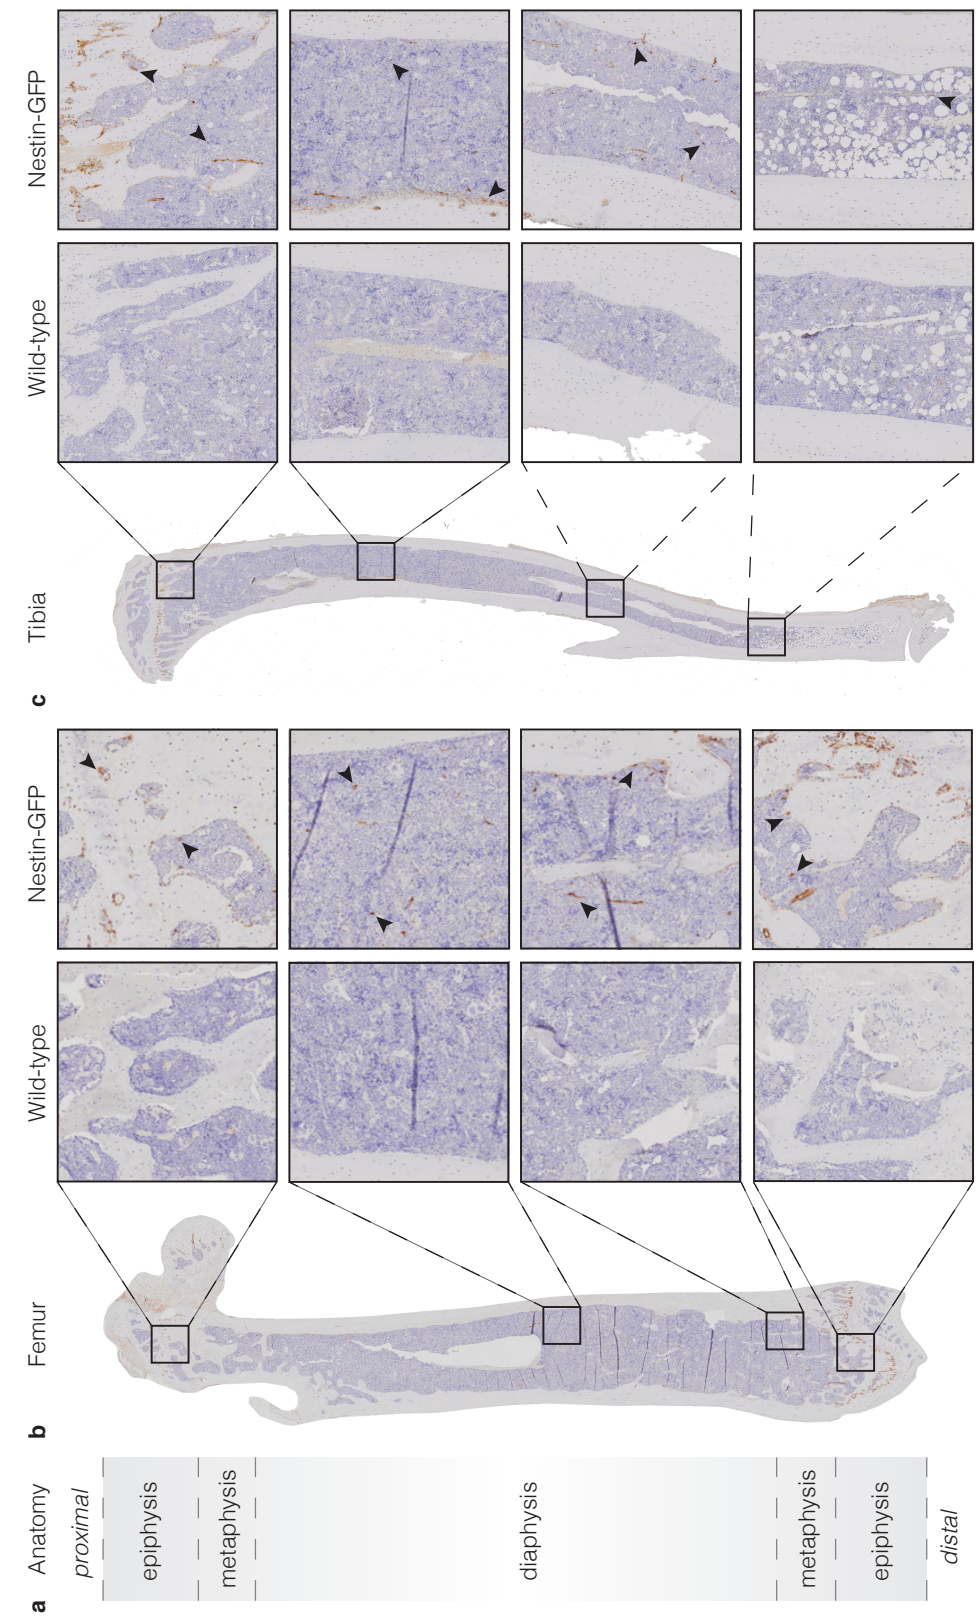 a Anatomy
proximal
epiphysis
metaphysis
diaphysis
metaphysis
epiphysis
distal
b Femur
Wild-type
Nestin-GFP
c Tibia
Wild-type
Nestin-GFP